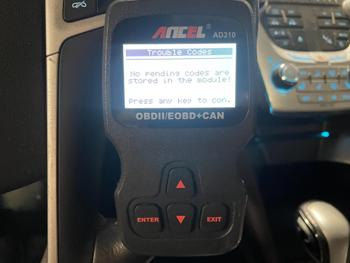 ANCEL
AD310
Trouble Codes
No pending codes are
stored in the module!
Press any key to con.
OBDII/EOBD+CAN
ENTER
EXIT